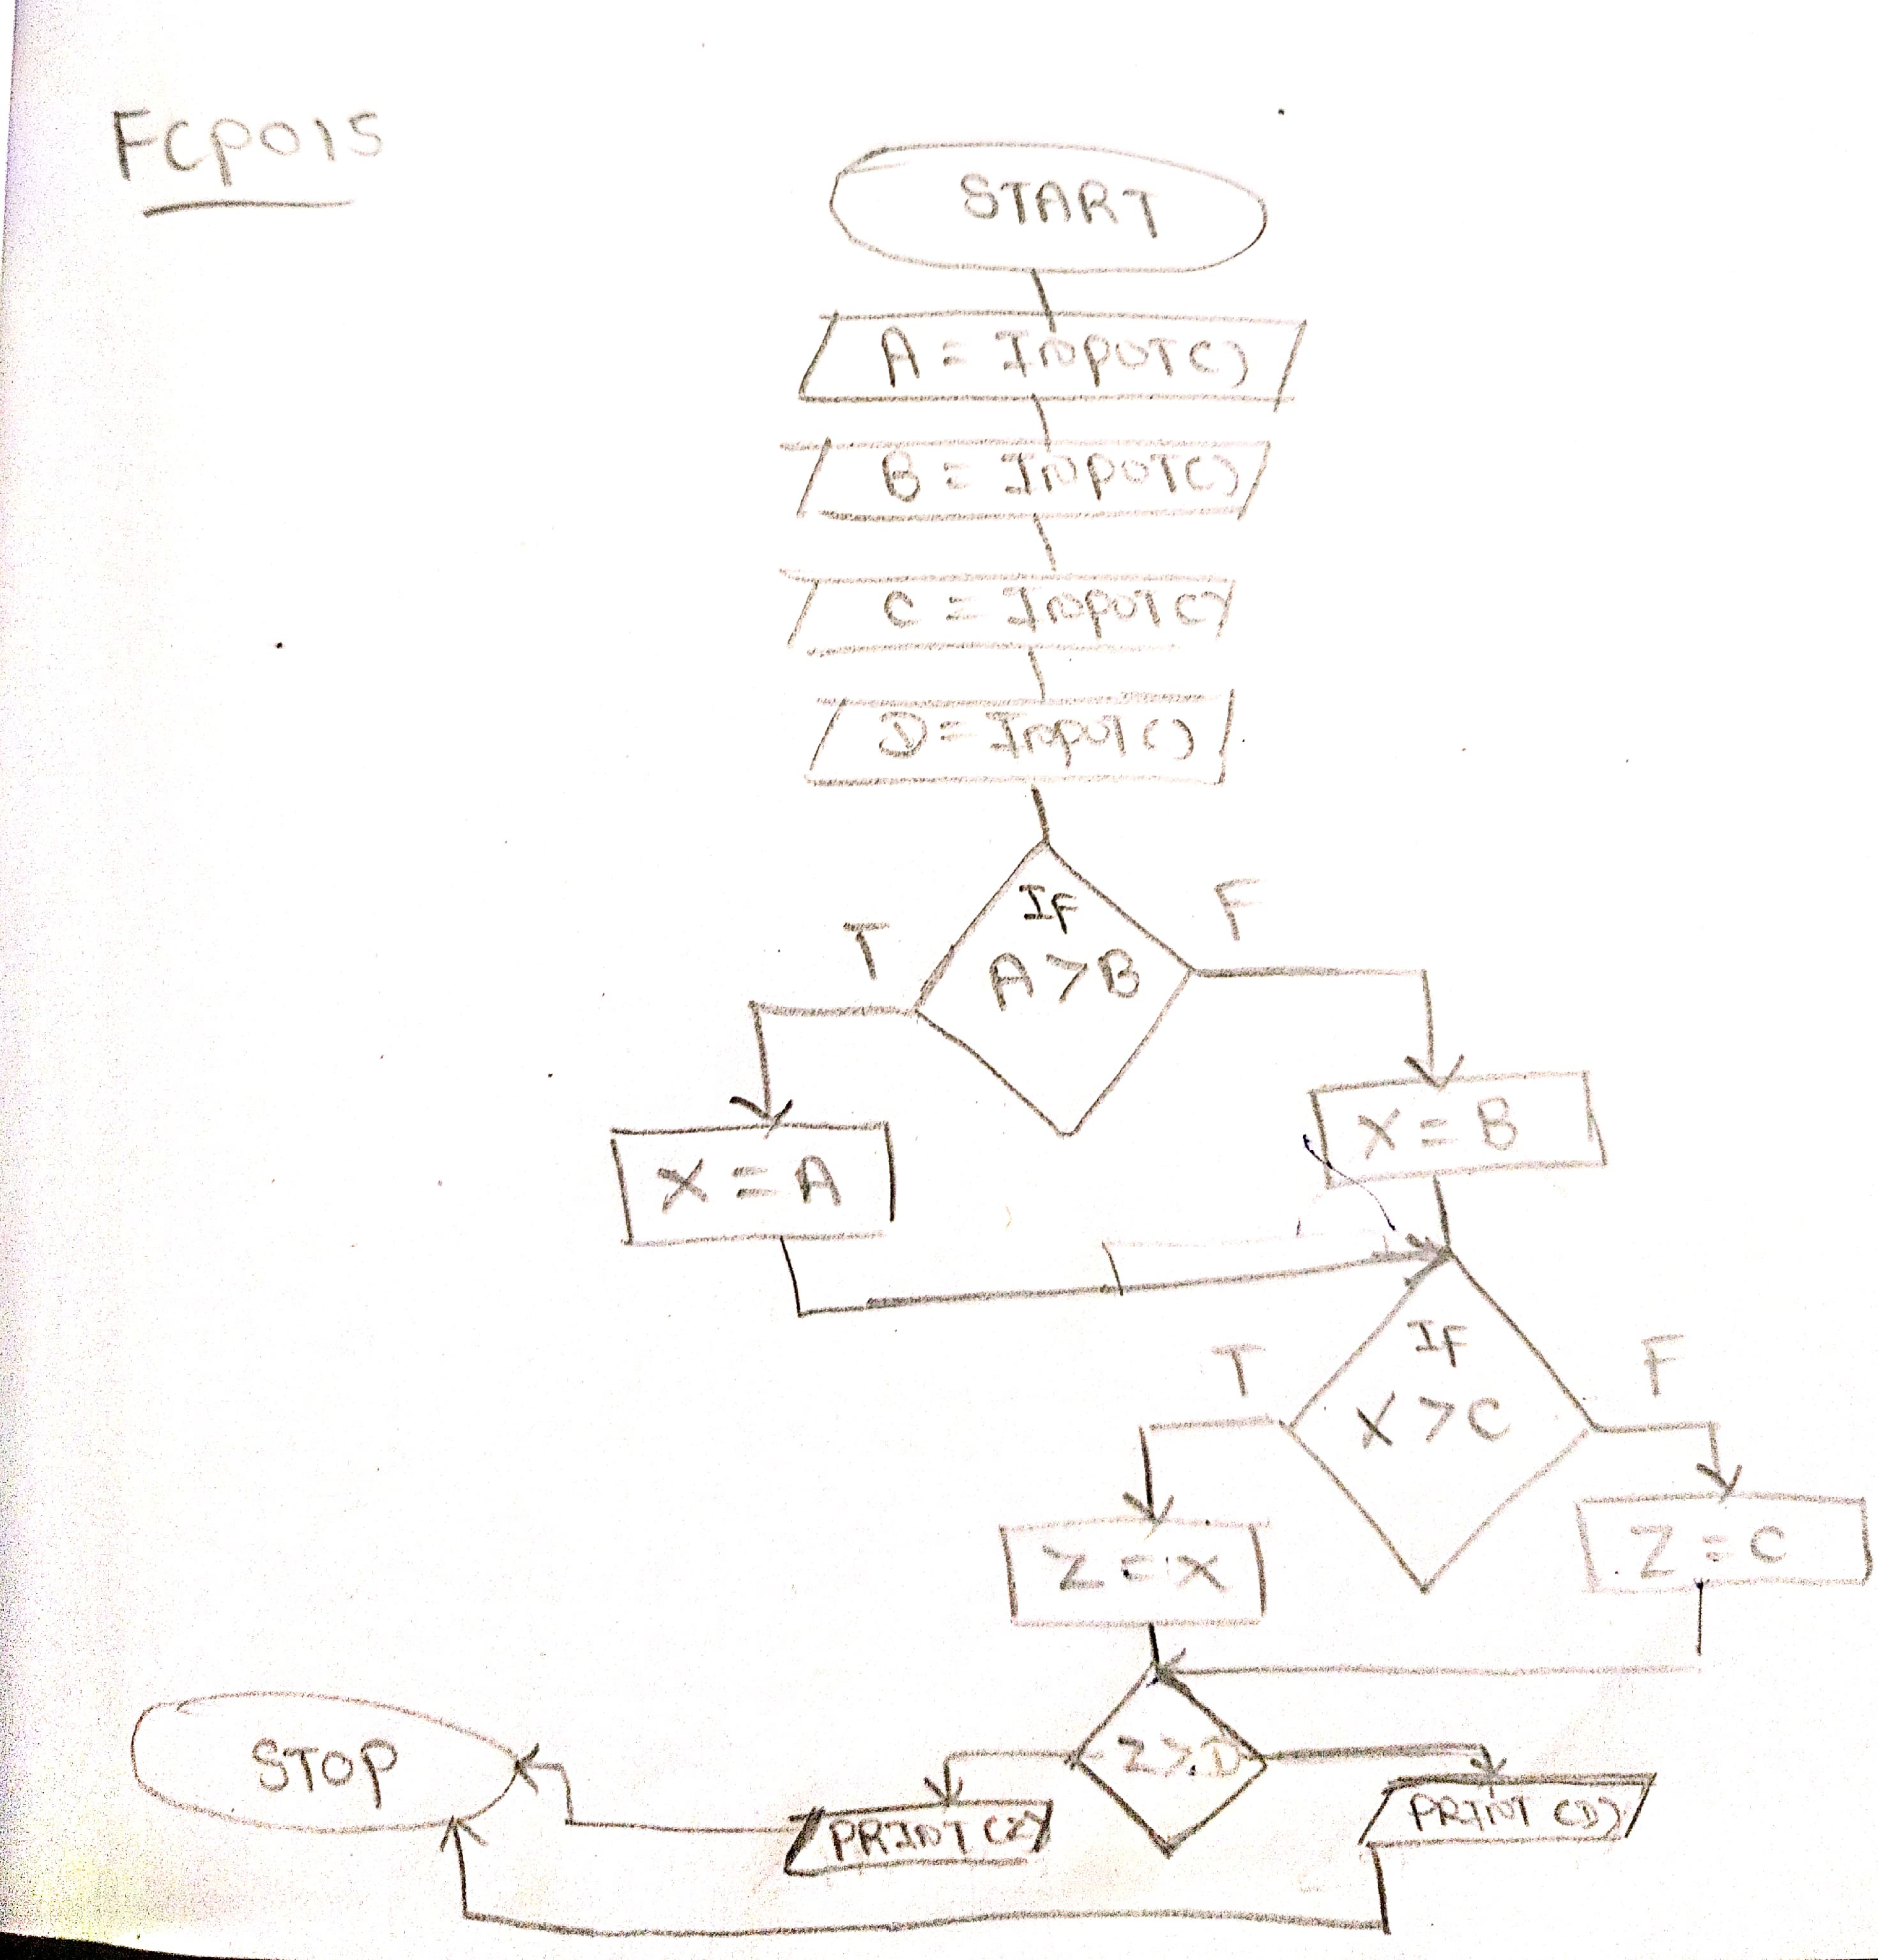 FCP015
START
A = INPUT()
B = INPUT()
C = INPUT()
D = INPUT()
IF
A > B
T
F
X = A
X = B
IF
X > C
T
F
Z = X
Z = C
Z > D
STOP
PRINT (Z)
PRINT (D)